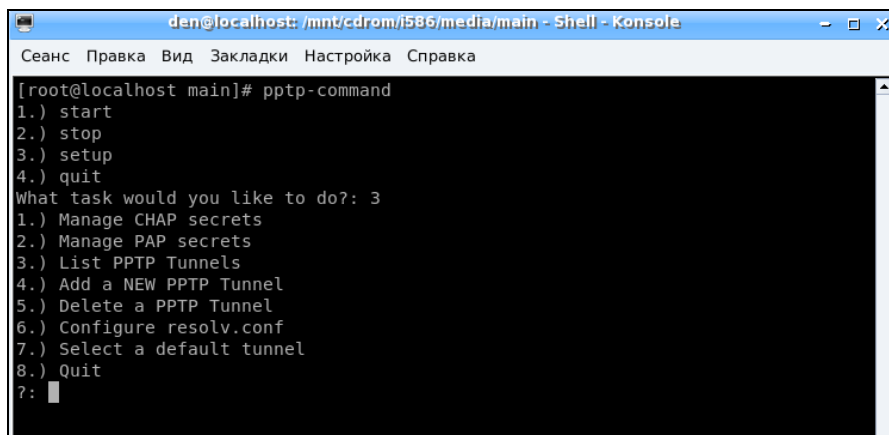 den@localhost: /mnt/cdrom/i586/media/main - Shell - Konsole
Сеанс Правка Вид Закладки Настройка Справка
[root@localhost main]# pptp-command
1.) start
2.) stop
3.) setup
4.) quit
What task would you like to do?: 3
1.) Manage CHAP secrets
2.) Manage PAP secrets
3.) List PPTP Tunnels
4.) Add a NEW PPTP Tunnel
5.) Delete a PPTP Tunnel
6.) Configure resolv.conf
7.) Select a default tunnel
8.) Quit
?: